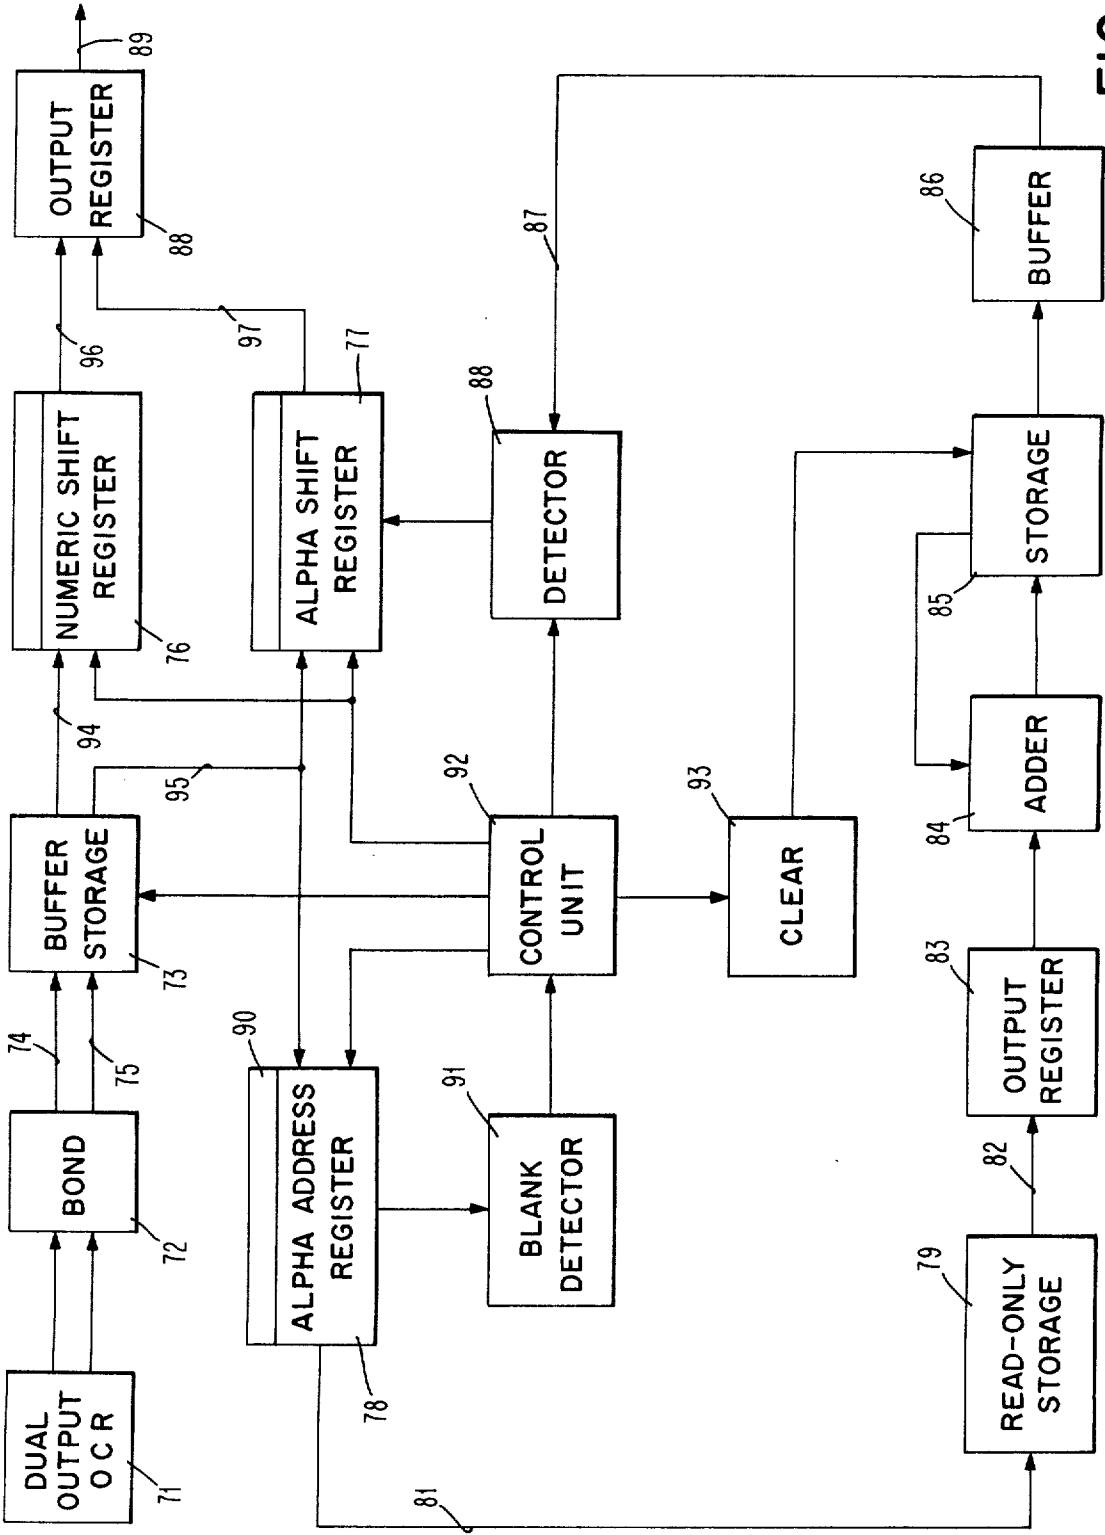 DUAL
OUTPUT
OCR
71
BOND
72
74
75
BUFFER
STORAGE
73
94
95
NUMERIC SHIFT
REGISTER
76
96
OUTPUT
REGISTER
88
89
97
ALPHA SHIFT
REGISTER
77
90
ALPHA ADDRESS
REGISTER
78
81
BLANK
DETECTOR
91
CONTROL
UNIT
92
DETECTOR
88
87
CLEAR
93
READ-ONLY
STORAGE
79
82
OUTPUT
REGISTER
83
ADDER
84
STORAGE
85
BUFFER
86